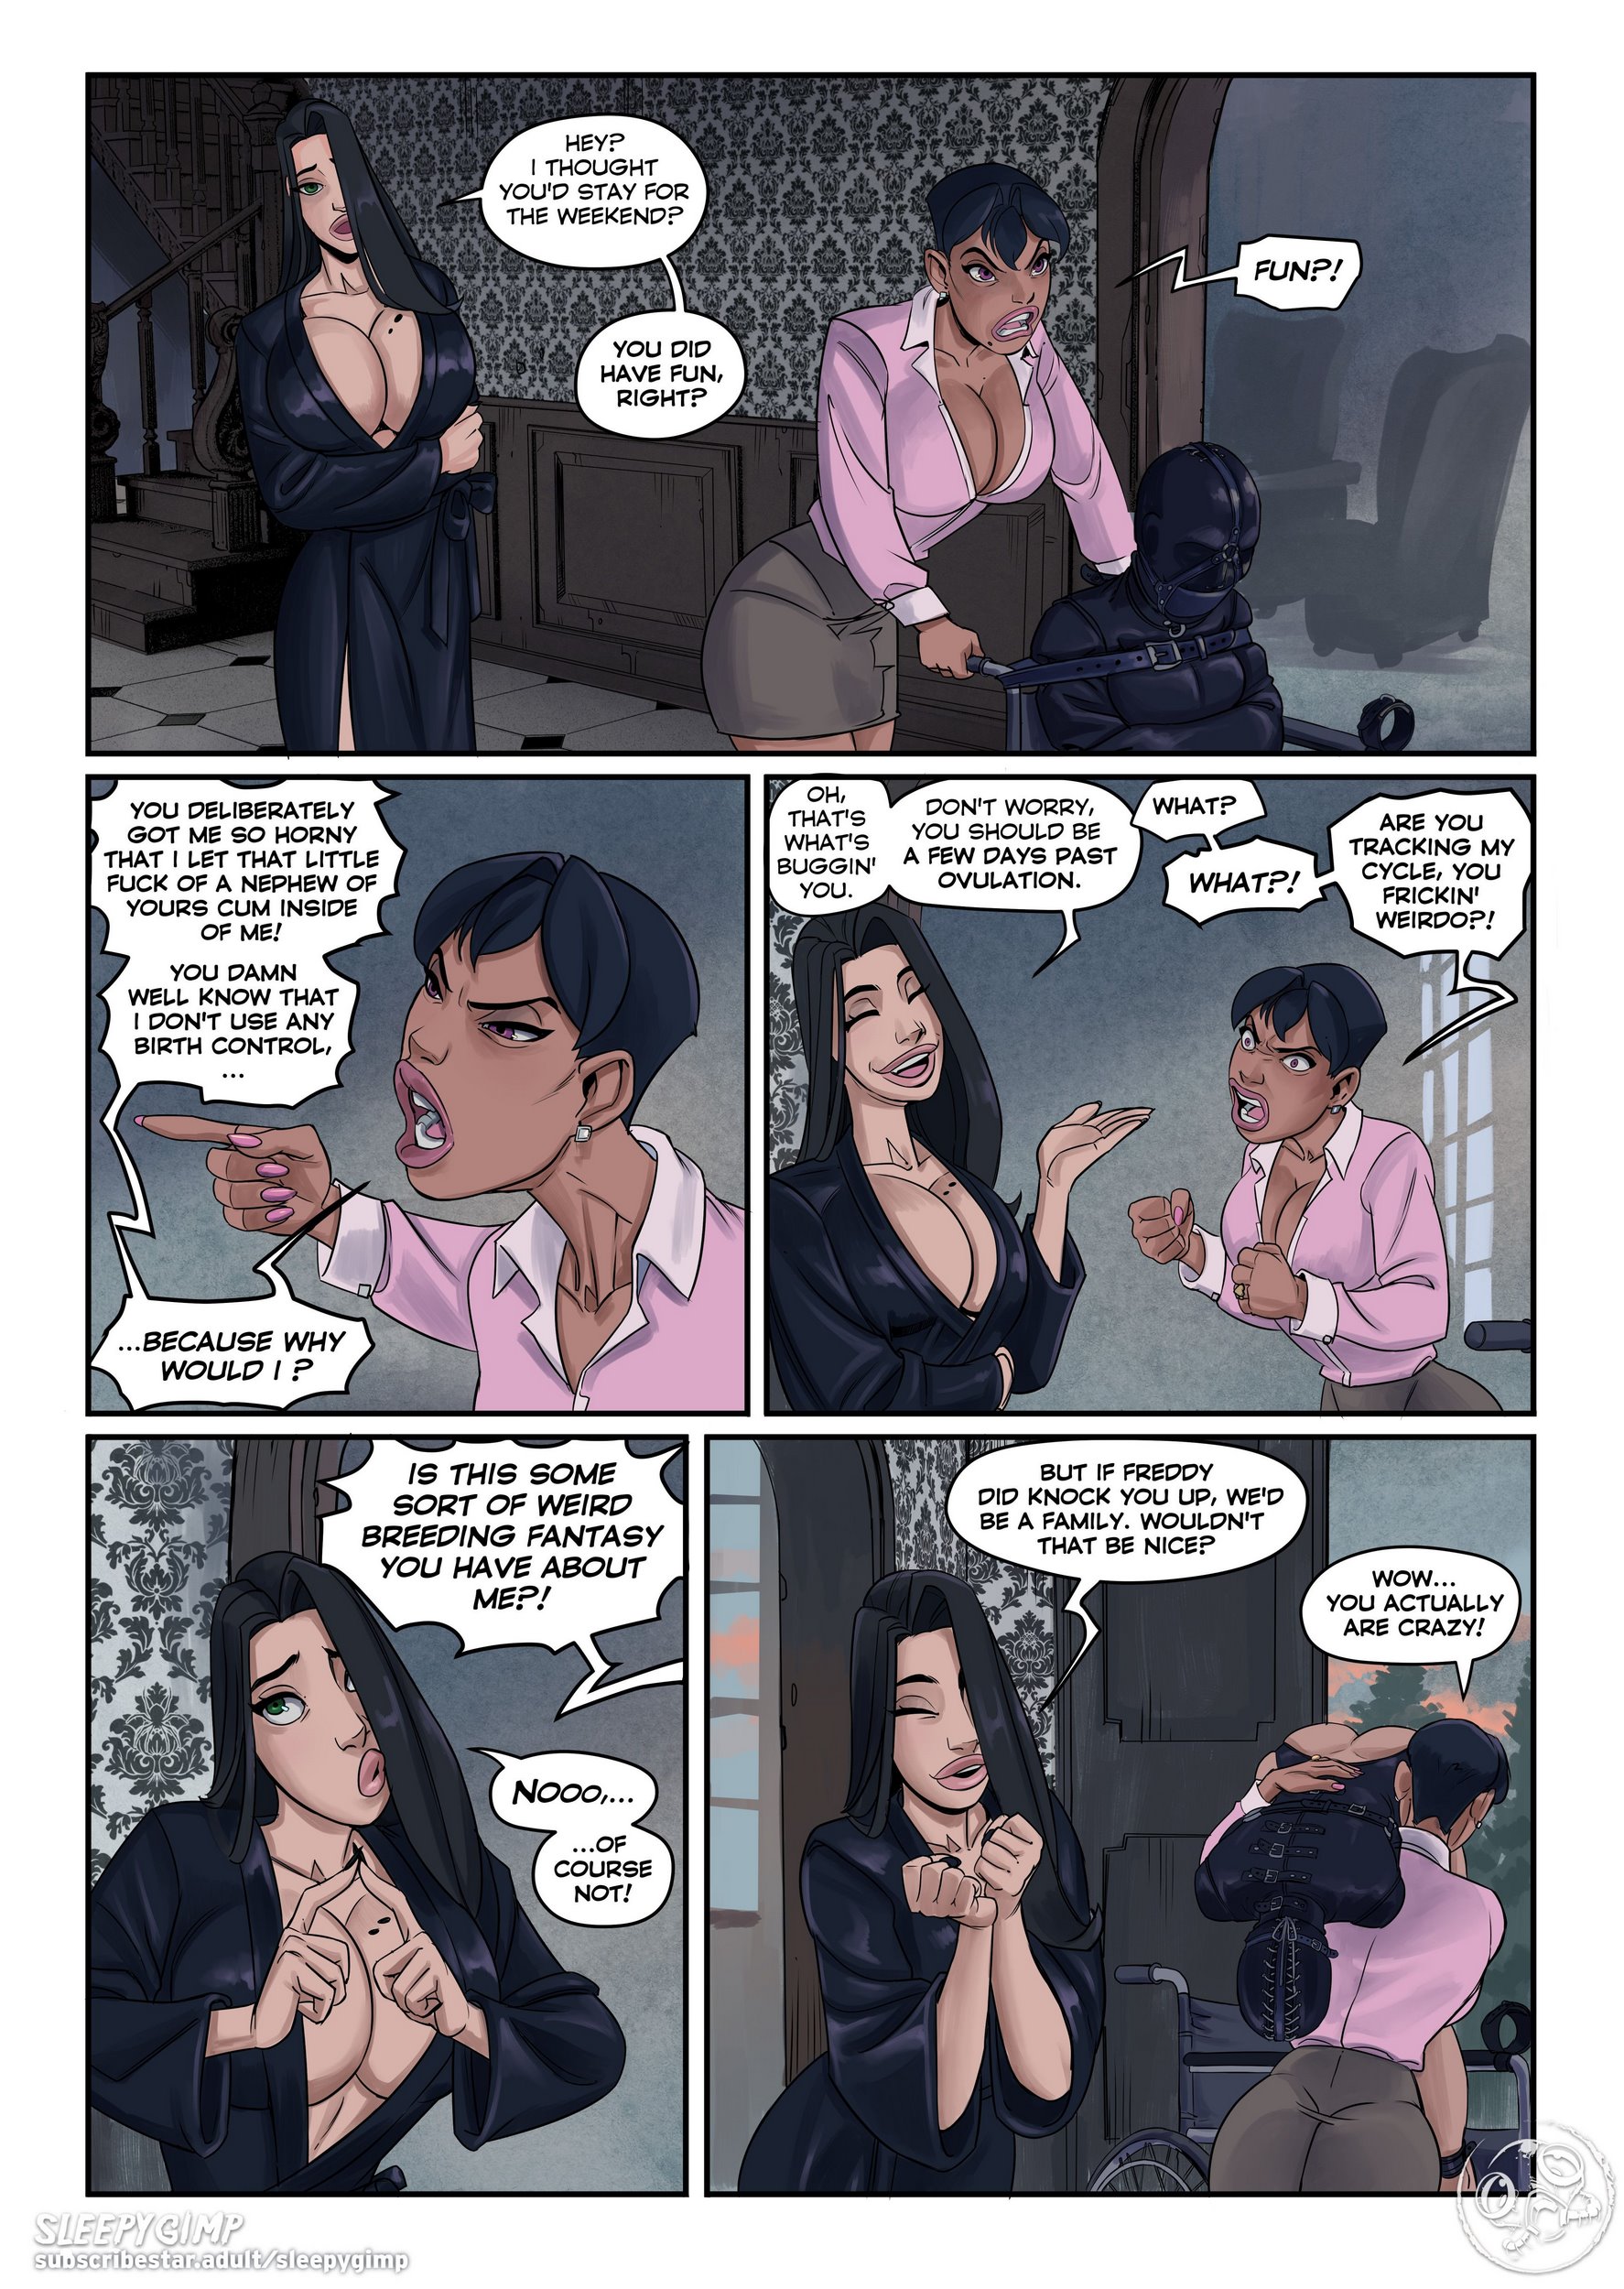 HEY?
I THOUGHT
YOU'D STAY FOR
THE WEEKEND?
YOU DID
HAVE FUN,
RIGHT?
FUN?!
YOU DELIBERATELY
GOT ME SO HORNY
THAT I LET THAT LITTLE
FUCK OF A NEPHEW OF
YOURS CUM INSIDE
OF ME!
YOU DAMN
WELL KNOW THAT
I DON'T USE ANY
BIRTH CONTROL,
...
...BECAUSE WHY
WOULD I ?
OH,
THAT'S
WHAT'S
BUGGIN'
YOU.
DON'T WORRY,
YOU SHOULD BE
A FEW DAYS PAST
OVULATION.
WHAT?
WHAT?!
ARE YOU
TRACKING MY
CYCLE, YOU
FRICKIN'
WEIRDO?!
IS THIS SOME
SORT OF WEIRD
BREEDING FANTASY
YOU HAVE ABOUT
ME?!
NOOO,...
...OF
COURSE
NOT!
BUT IF FREDDY
DID KNOCK YOU UP, WE'D
BE A FAMILY. WOULDN'T
THAT BE NICE?
WOW...
YOU ACTUALLY
ARE CRAZY!
SLEEPYGIMP
subscribestar.adult/sleepygimp